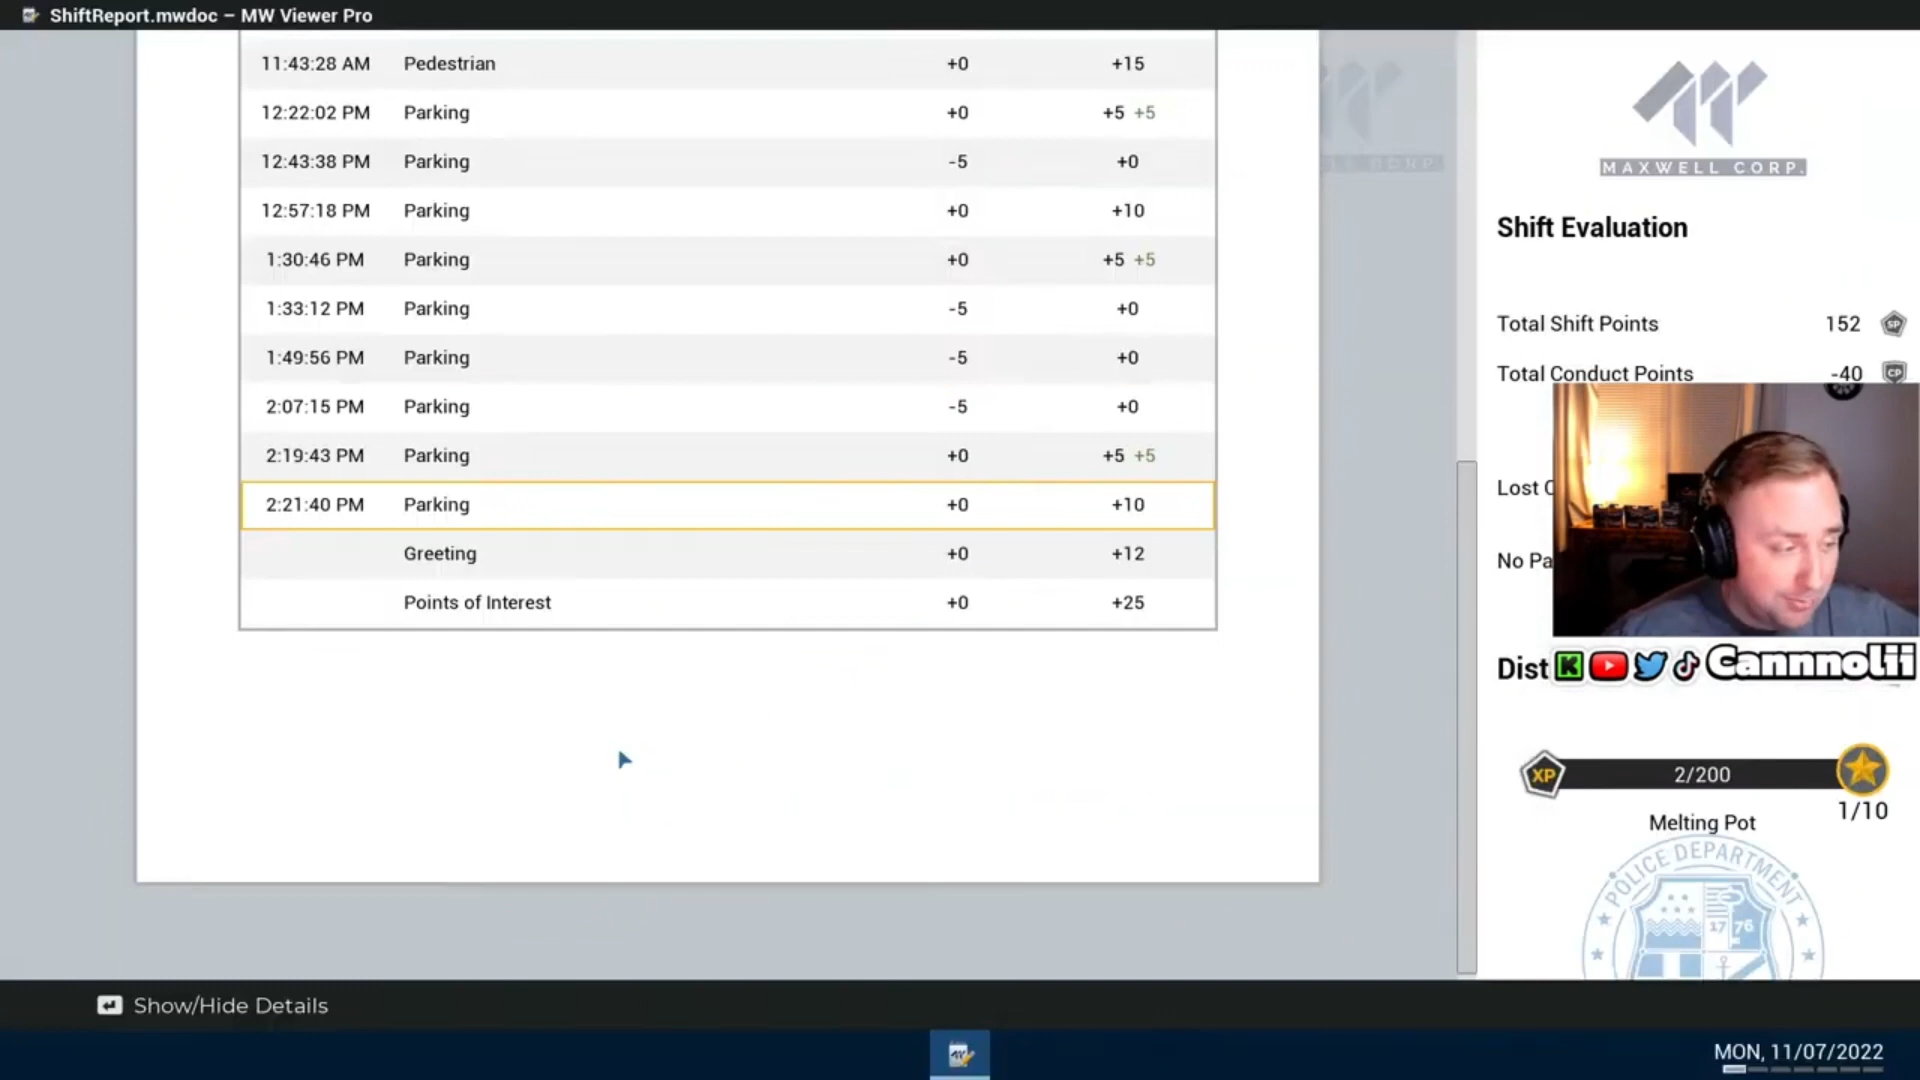 ShiftReport.mwdoc – MW Viewer Pro
11:43:28 AM Pedestrian +0 +15
12:22:02 PM Parking +0 +5 +5
12:43:38 PM Parking -5 +0
12:57:18 PM Parking +0 +10
1:30:46 PM Parking +0 +5 +5
1:33:12 PM Parking -5 +0
1:49:56 PM Parking -5 +0
2:07:15 PM Parking -5 +0
2:19:43 PM Parking +0 +5 +5
2:21:40 PM Parking +0 +10
Greeting +0 +12
Points of Interest +0 +25
MAXWELL CORP.
Shift Evaluation
Total Shift Points 152 SP
Total Conduct Points -40 CP
Lost
No Pa
Dist
K Cannnolii
XP 2/200
1/10
Melting Pot
POLICE DEPARTMENT
1776
Show/Hide Details
MON, 11/07/2022